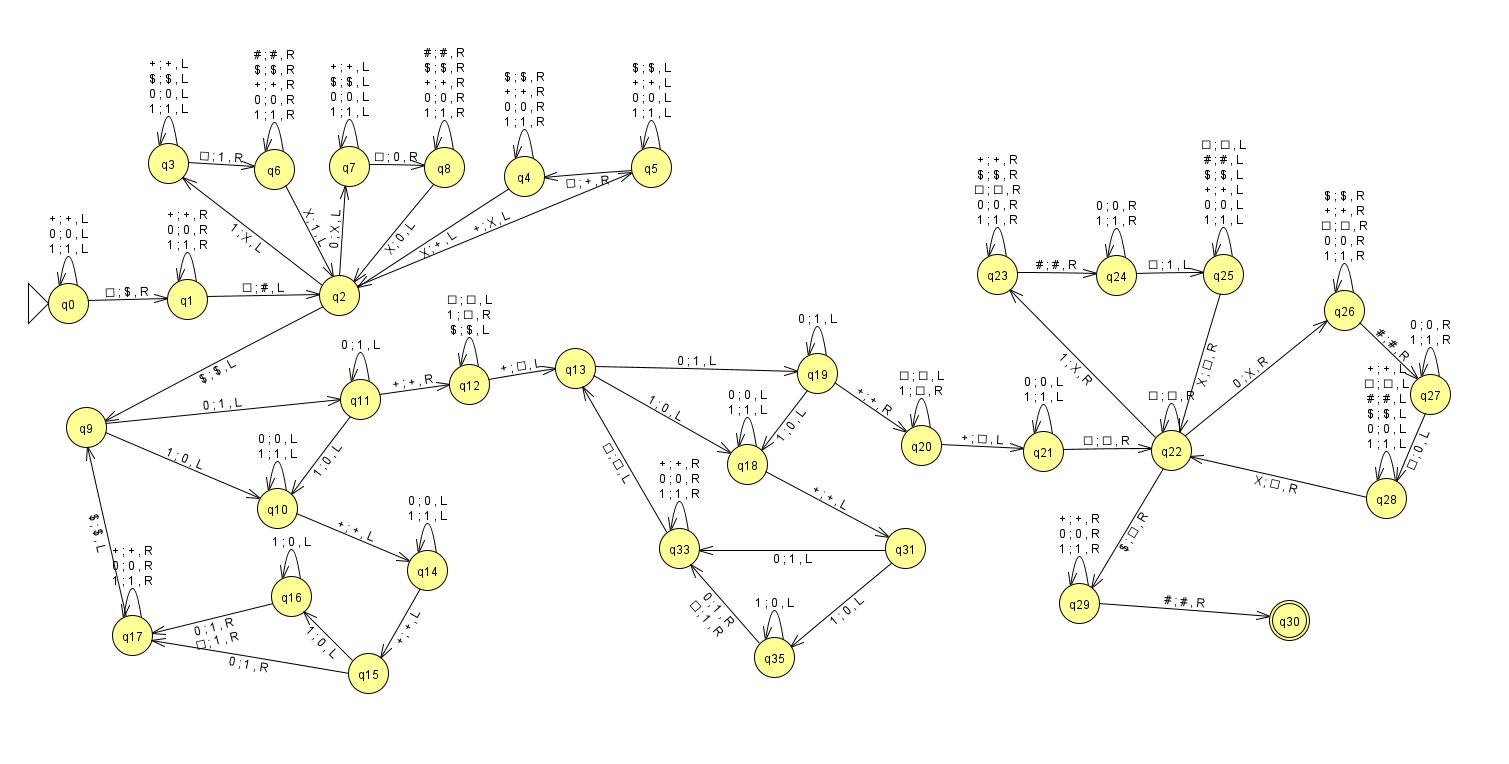 + ; + , L
$ ; $ , L
0 ; 0 , L
1 ; 1 , L
q3
□ ; 1 , R
# ; # , R
$ ; $ , R
+ ; + , R
0 ; 0 , R
1 ; 1 , R
q6
+ ; + , L
$ ; $ , L
0 ; 0 , L
1 ; 1 , L
q7
□ ; 0 , R
# ; # , R
$ ; $ , R
+ ; + , R
0 ; 0 , R
1 ; 1 , R
q8
$ ; $ , R
+ ; + , R
0 ; 0 , R
1 ; 1 , R
q4
□ ; + , R
$ ; $ , L
+ ; + , L
0 ; 0 , L
1 ; 1 , L
q5
1 ; X , L
X ; 1 , L
0 ; X , L
X ; 0 , L
X ; + , L
+ ; X , L
+ ; + , L
0 ; 0 , L
1 ; 1 , L
q0
□ ; $ , R
+ ; + , R
0 ; 0 , R
1 ; 1 , R
q1
□ ; # , L
q2
$ ; $ , L
q9
0 ; 1 , L
1 ; 0 , L
0 ; 1 , L
q11
+ ; + , R
1 ; 0 , L
□ ; □ , L
1 ; □ , R
$ ; $ , L
q12
+ ; □ , L
q13
0 ; 1 , L
1 ; 0 , L
0 ; 1 , L
q19
1 ; 0 , L
+ ; + , R
0 ; 0 , L
1 ; 1 , L
q10
+ ; + , L
0 ; 0 , L
1 ; 1 , L
q14
+ ; + , L
$ ; $ , L
+ ; + , R
0 ; 0 , R
1 ; 1 , R
q17
1 ; 0 , L
q16
0 ; 1 , R
□ ; 1 , R
1 ; 0 , L
0 ; 1 , R
q15
0 ; 0 , L
1 ; 1 , L
q18
+ ; + , L
□ ; □ , L
+ ; + , R
0 ; 0 , R
1 ; 1 , R
q33
0 ; 1 , L
q31
1 ; 0 , L
0 ; 1 , R
□ ; 1 , R
1 ; 0 , L
q35
□ ; □ , L
1 ; □ , R
q20
+ ; □ , L
0 ; 0 , L
1 ; 1 , L
q21
□ ; □ , R
□ ; □ , R
q22
+ ; + , R
$ ; $ , R
□ ; □ , R
0 ; 0 , R
1 ; 1 , R
q23
# ; # , R
0 ; 0 , R
1 ; 1 , R
q24
□ ; 1 , L
□ ; □ , L
# ; # , L
$ ; $ , L
+ ; + , L
0 ; 0 , L
1 ; 1 , L
q25
1 ; X , R
X ; □ , R
0 ; X , R
$ ; $ , R
+ ; + , R
□ ; □ , R
0 ; 0 , R
1 ; 1 , R
q26
# ; # , R
0 ; 0 , R
1 ; 1 , R
q27
□ ; 0 , L
+ ; + , L
□ ; □ , L
# ; # , L
$ ; $ , L
0 ; 0 , L
1 ; 1 , L
q28
X ; □ , R
$ ; □ , R
+ ; + , R
0 ; 0 , R
1 ; 1 , R
q29
# ; # , R
q30